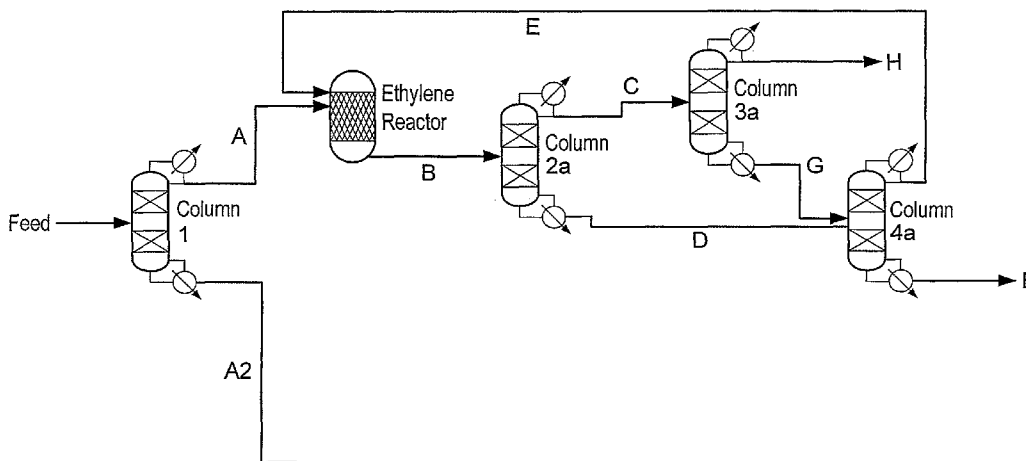 E
C
H
Column
3a
Ethylene
Reactor
A
Column
2a
B
G
Feed
Column
1
Column
4a
D
A2